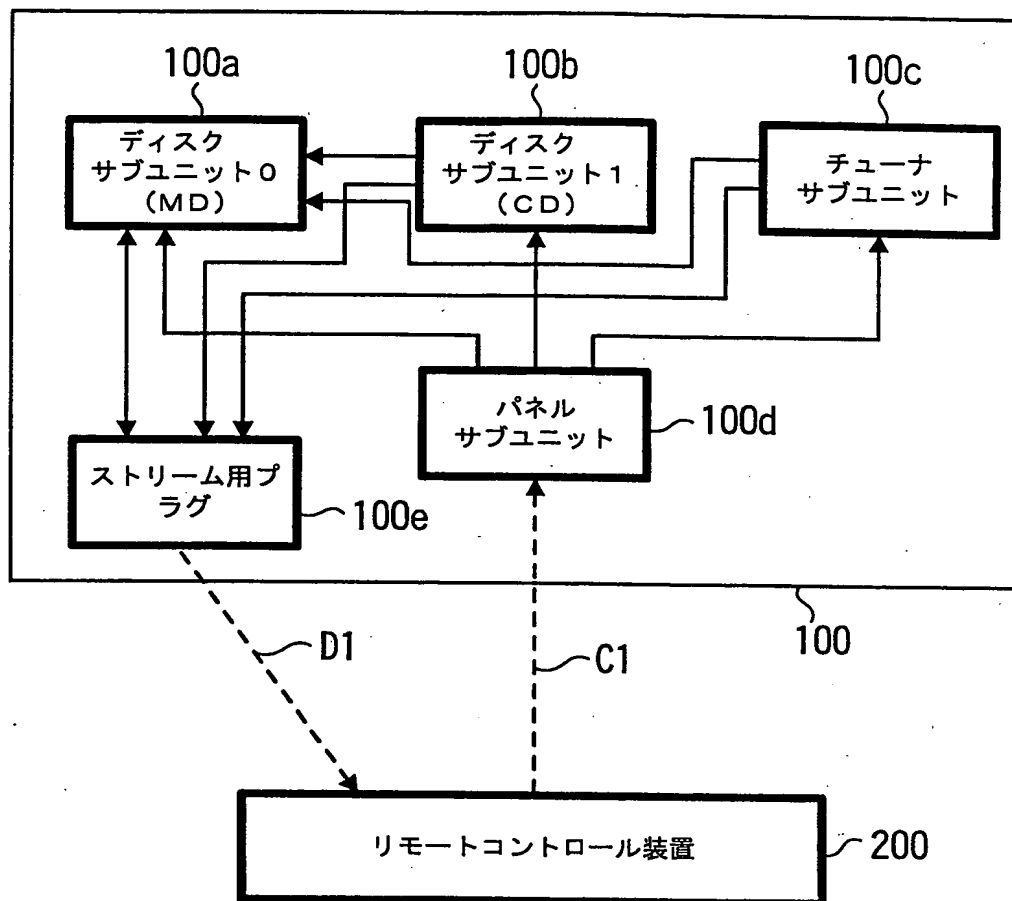 100a
100b
100c
ディスク
サブユニット0
(MD)
ディスク
サブユニット1
(CD)
チューナ
サブユニット
パネル
サブユニット
100d
ストリーム用プ
ラグ
100e
100
D1
C1
リモートコントロール装置
200